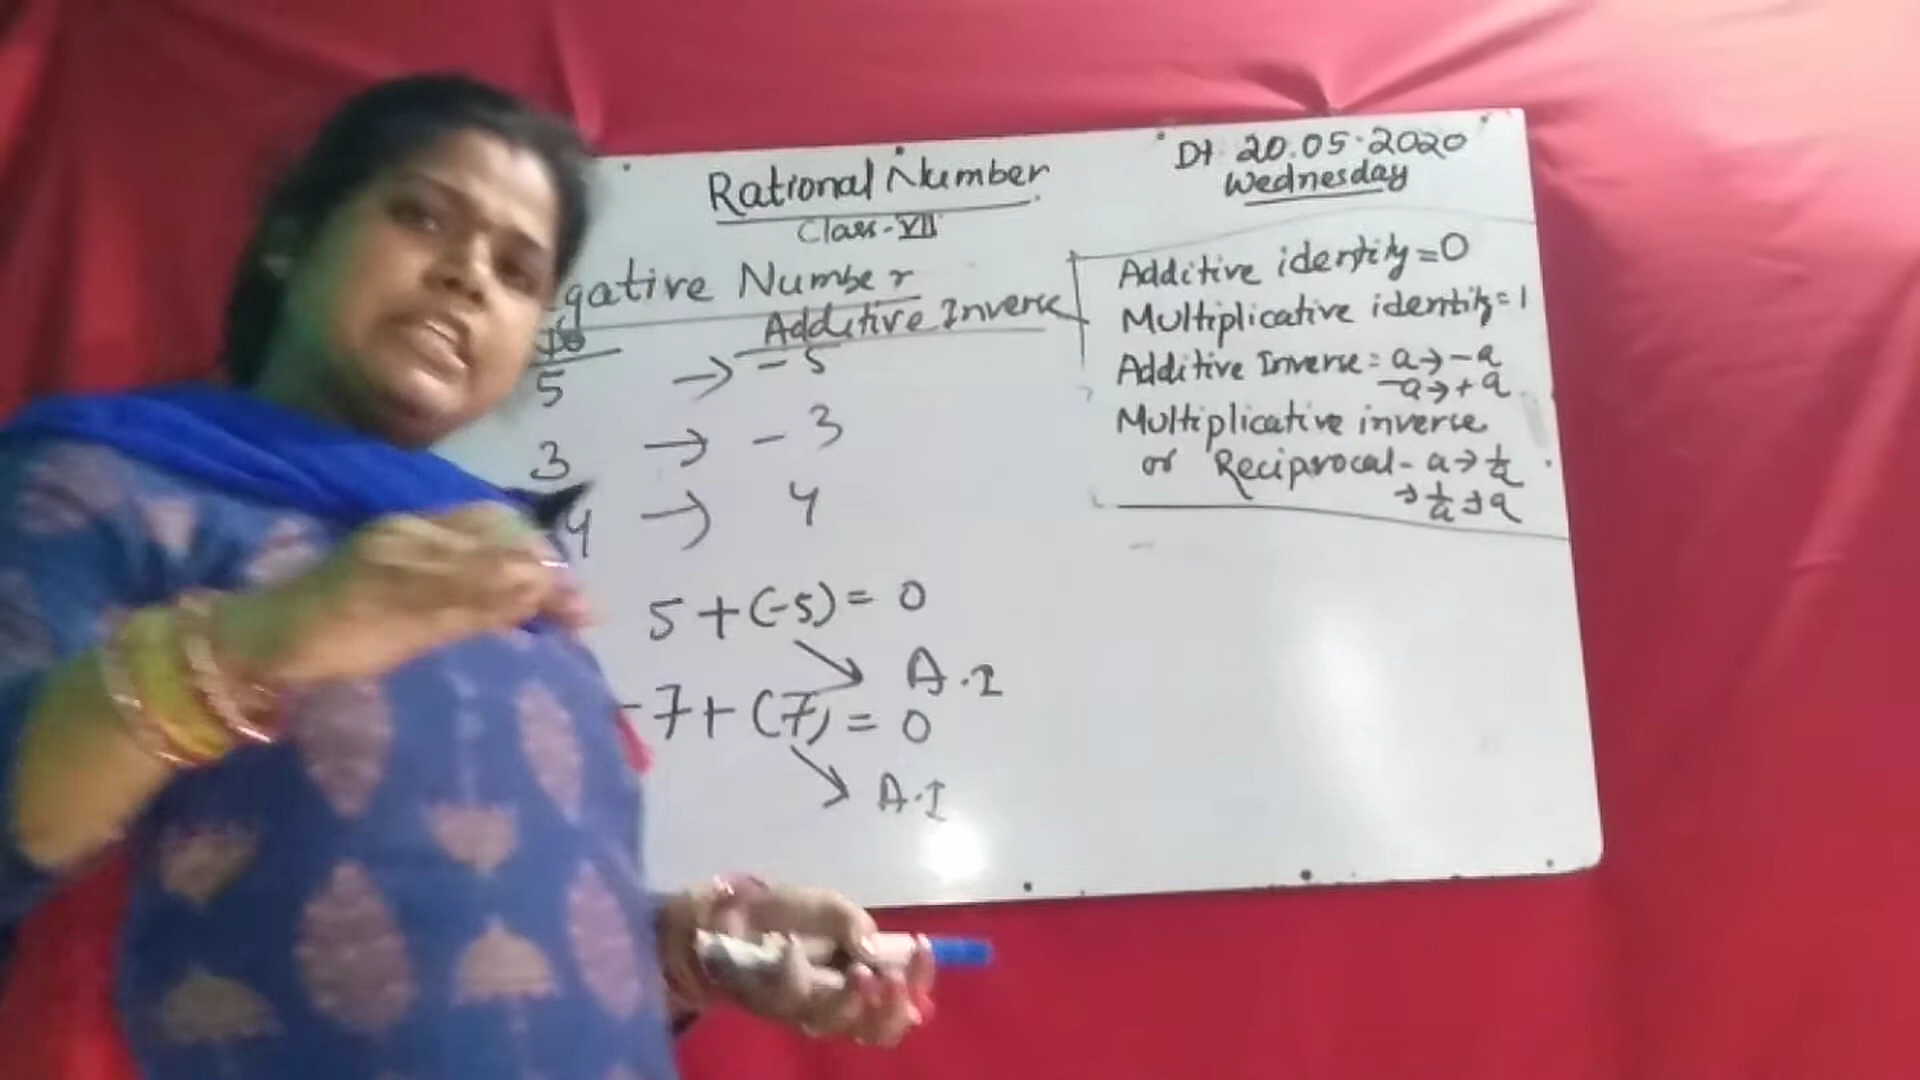 Rational Number
Class-VII
Dt 20.05.2020
Wednesday
gative Number
Additive Inverse
5 → -5
3 → -3
4 → 4
5+(-5)= 0
A.I
-7+(7)= 0
A.I
Additive identity=0
Multiplicative identity=1
Additive Inverse= a→-a
-a→+a
Multiplicative inverse
or Reciprocal- a→1/a
→1/a→a